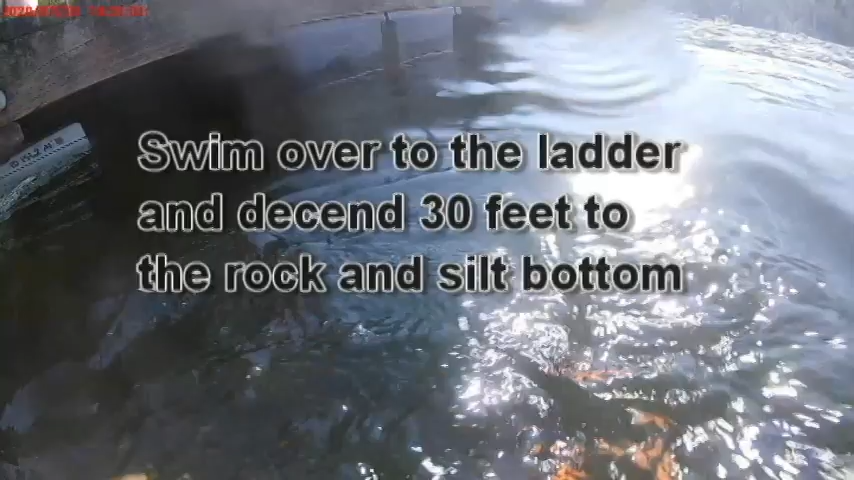 Swim over to the ladder
and decend 30 feet to
the rock and silt bottom